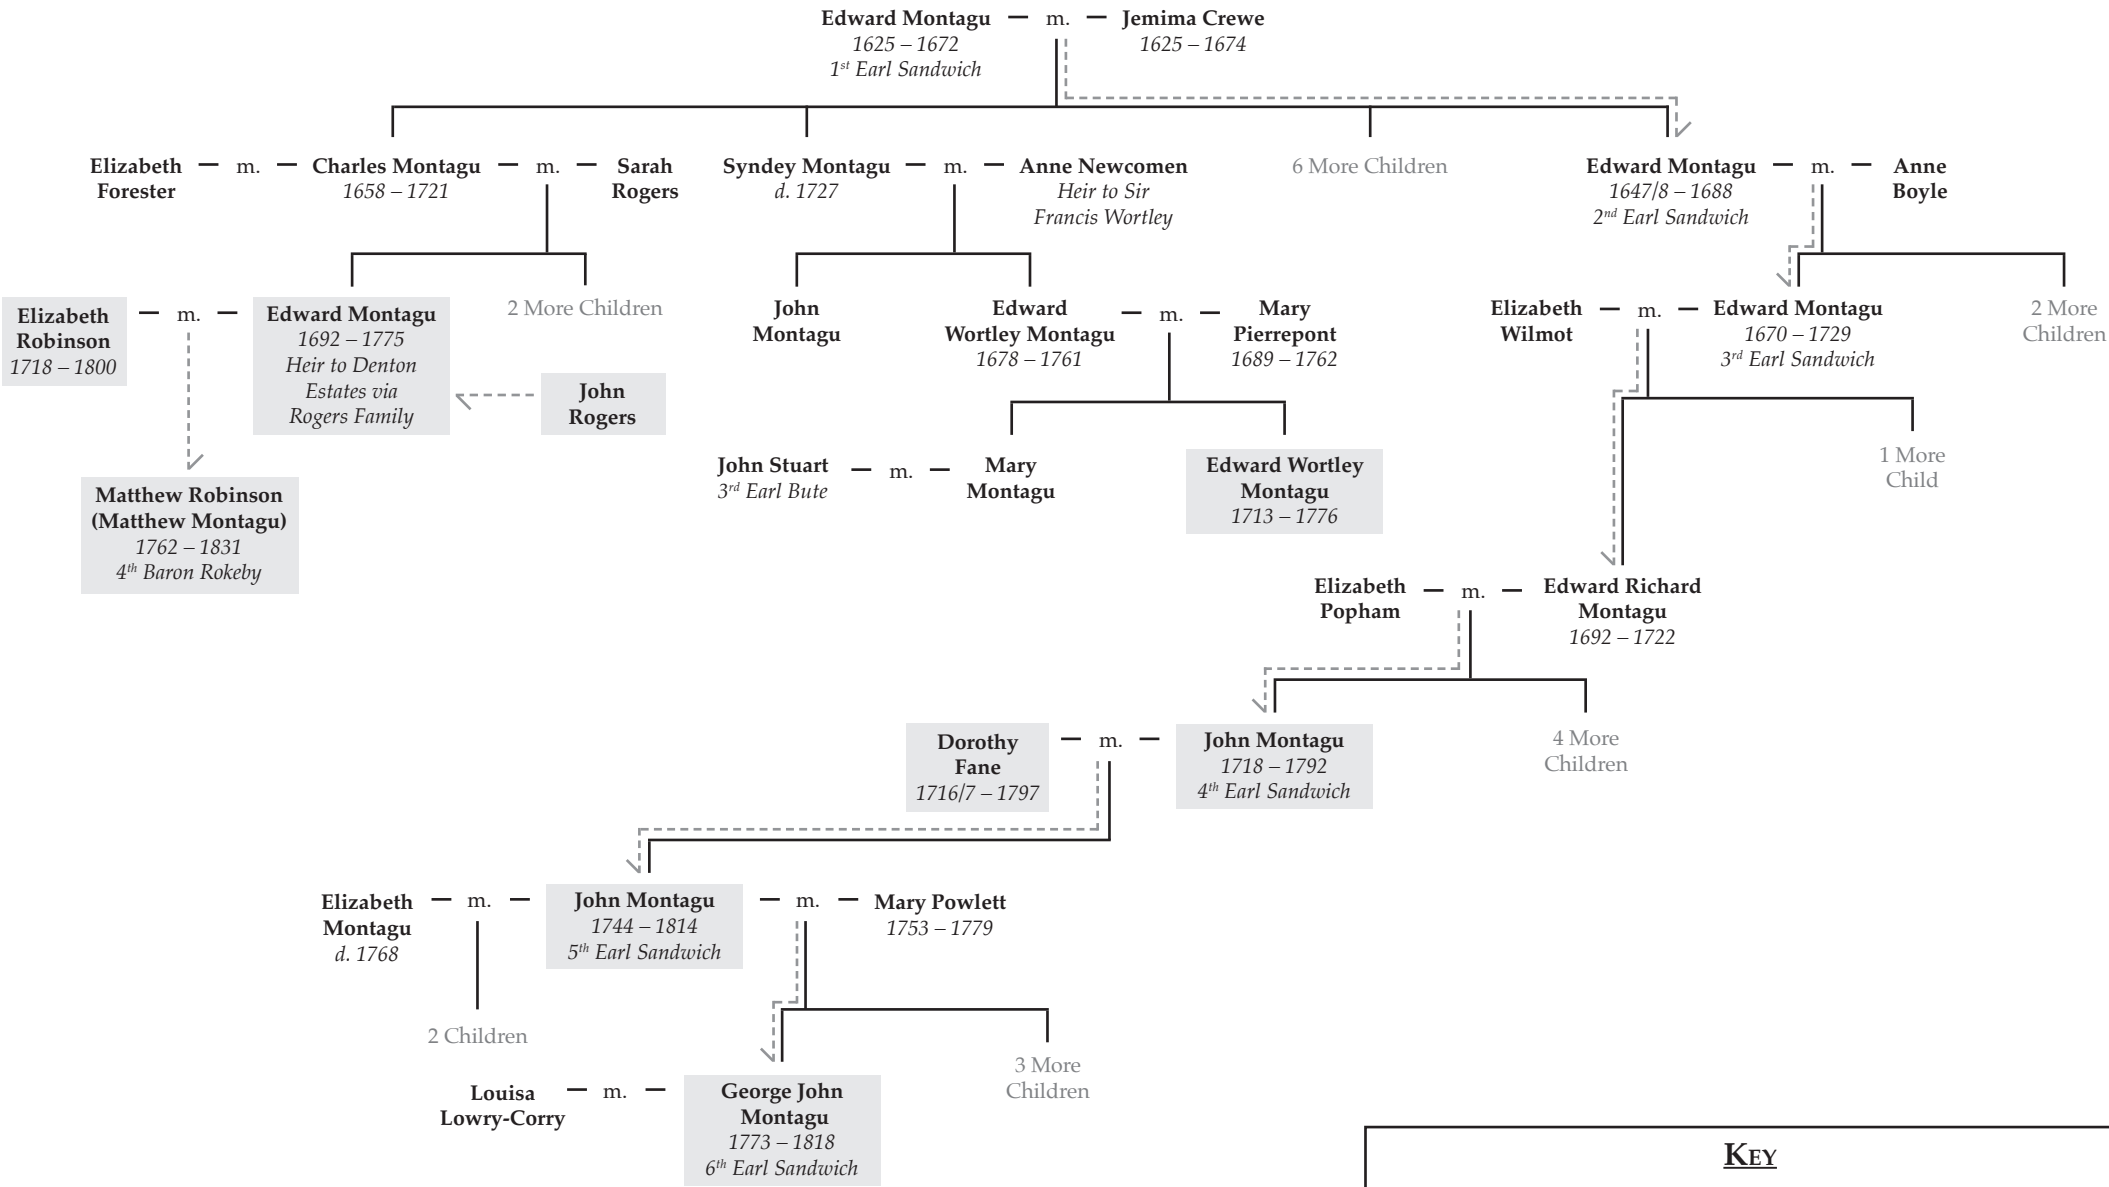 Edward Montagu — m. — Jemima Crewe
1625 – 1672 1625 – 1674
1st Earl Sandwich
Elizabeth — m. — Charles Montagu — m. — Sarah
Forester 1658 – 1721 Rogers
Syndey Montagu — m. — Anne Newcomen
d. 1727 Heir to Sir
Francis Wortley
6 More Children
Edward Montagu — m. — Anne
1647/8 – 1688 Boyle
2nd Earl Sandwich
Elizabeth — m. — Edward Montagu
Robinson 1692 – 1775
1718 – 1800 Heir to Denton
Estates via
Rogers Family
2 More Children
John
Rogers
Matthew Robinson
(Matthew Montagu)
1762 – 1831
4th Baron Rokeby
John
Montagu
Edward — m. — Mary
Wortley Montagu Pierrepont
1678 – 1761 1689 – 1762
Elizabeth — m. — Edward Montagu
Wilmot 1670 – 1729
3rd Earl Sandwich
2 More
Children
John Stuart — m. — Mary
3rd Earl Bute Montagu
Edward Wortley
Montagu
1713 – 1776
1 More
Child
Elizabeth — m. — Edward Richard
Popham Montagu
1692 – 1722
Dorothy — m. — John Montagu
Fane 1718 – 1792
1716/7 – 1797 4th Earl Sandwich
4 More
Children
Elizabeth — m. — John Montagu — m. — Mary Powlett
Montagu 1744 – 1814 1753 – 1779
d. 1768 5th Earl Sandwich
2 Children
3 More
Children
Louisa — m. — George John
Lowry-Corry Montagu
1773 – 1818
6th Earl Sandwich
KEY